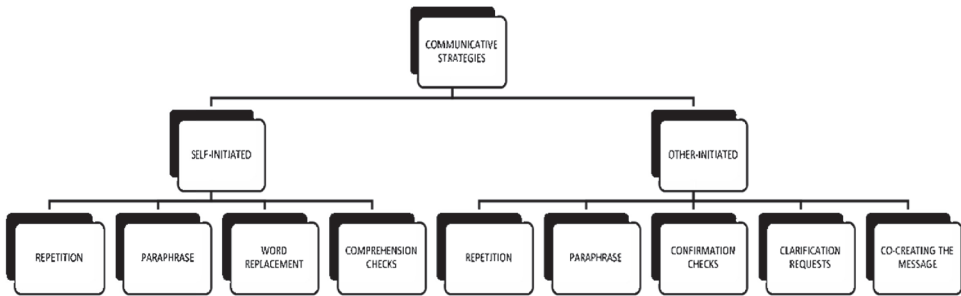 COMMUNICATIVE
STRATEGIES
SELF-INITIATED
OTHER-INITIATED
REPETITION
PARAPHRASE
WORD
REPLACEMENT
COMPREHENSION
CHECKS
REPETITION
PARAPHRASE
CONFIRMATION
CHECKS
CLARIFICATION
REQUESTS
CO-CREATING THE
MESSAGE